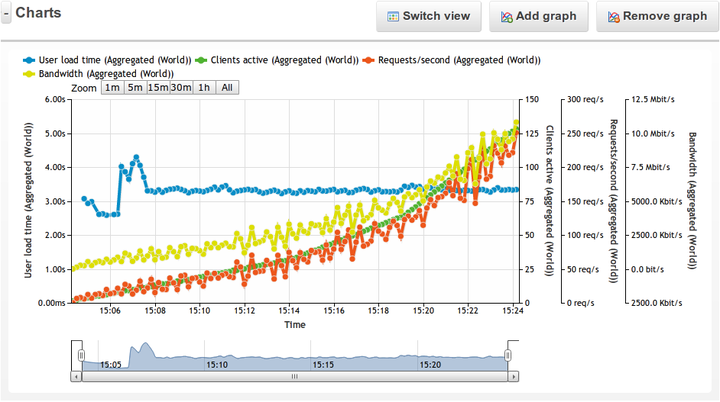 - Charts
Switch view Add graph Remove graph
User load time (Aggregated (World)) Clients active (Aggregated (World)) Requests/second (Aggregated (World))
Bandwidth (Aggregated (World))
Zoom 1m 5m 15m 30m 1h All
6.00s 150 300 req/s 12.5 Mbit/s
5.00s 125 250 req/s 10.0 Mbit/s
4.00s 100 200 req/s 7.5 Mbit/s
3.00s 75 150 req/s 5000.0 Kbit/s
2.00s 50 100 req/s 2500.0 Kbit/s
1.00s 25 50 req/s 0.0 bit/s
0.00ms 0 0 req/s 2500.0 Kbit/s
User load time (Aggregated (World))
Clients active (Aggregated (World))
Requests/second (Aggregated (World))
Bandwidth (Aggregated (World))
15:06 15:08 15:10 15:12 15:14 15:16 15:18 15:20 15:22 15:24
Time
15:05 15:10 15:15 15:20